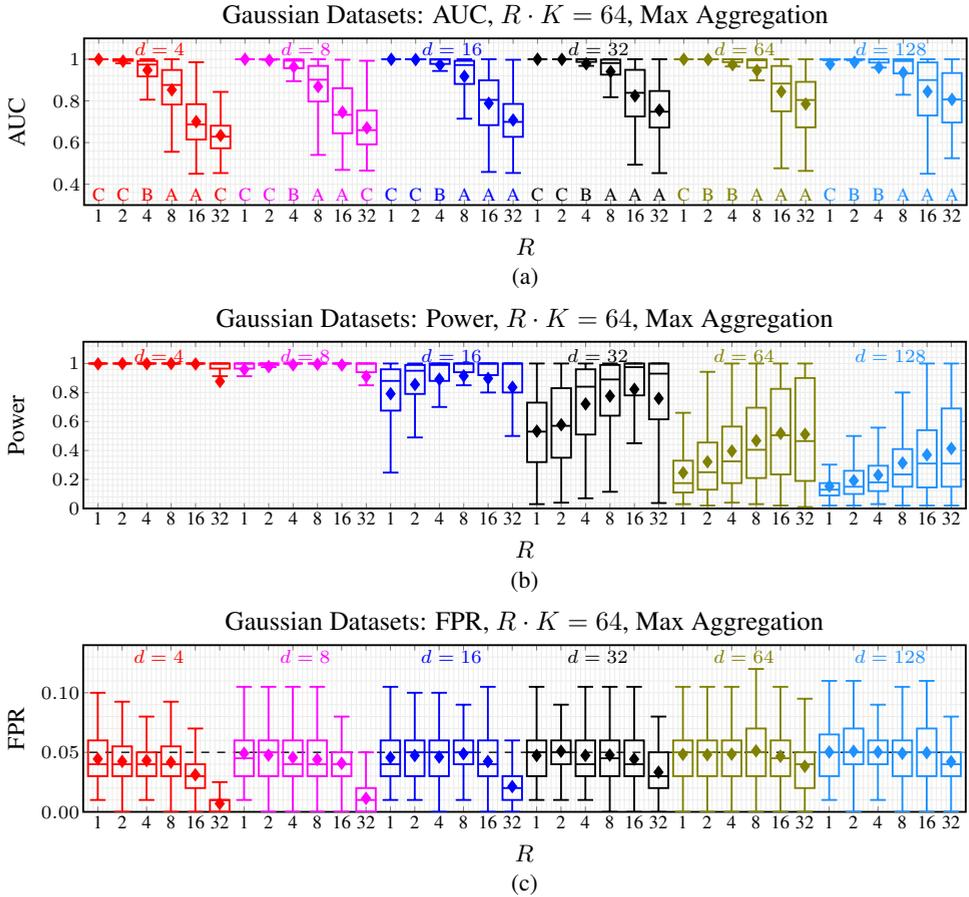 Gaussian Datasets: AUC, R · K = 64, Max Aggregation
d = 4 d = 8 d = 16 d = 32 d = 64 d = 128
1
0.8
0.6
0.4
AUC
C C B A A C C C B A A C C C B A A A C C B A A A C B B A A A C B B A A A
1 2 4 8 16 32 1 2 4 8 16 32 1 2 4 8 16 32 1 2 4 8 16 32 1 2 4 8 16 32 1 2 4 8 16 32
R
(a)
Gaussian Datasets: Power, R · K = 64, Max Aggregation
d = 4 d = 8 d = 16 d = 32 d = 64 d = 128
1
0.8
0.6
0.4
0.2
0
Power
1 2 4 8 16 32 1 2 4 8 16 32 1 2 4 8 16 32 1 2 4 8 16 32 1 2 4 8 16 32 1 2 4 8 16 32
R
(b)
Gaussian Datasets: FPR, R · K = 64, Max Aggregation
d = 4 d = 8 d = 16 d = 32 d = 64 d = 128
0.10
0.05
0.00
FPR
1 2 4 8 16 32 1 2 4 8 16 32 1 2 4 8 16 32 1 2 4 8 16 32 1 2 4 8 16 32 1 2 4 8 16 32
R
(c)